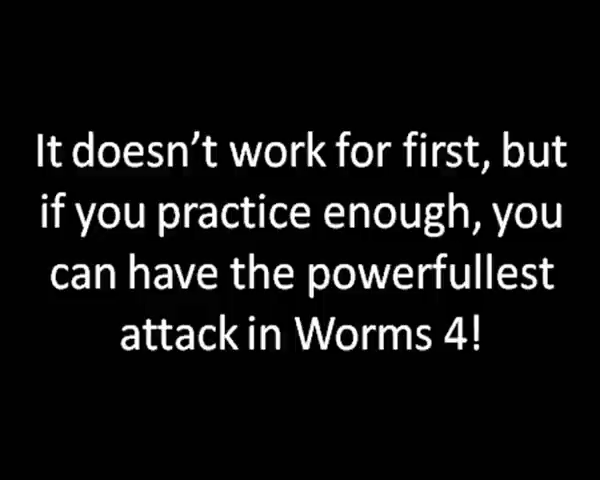 It doesn’t work for first, but
if you practice enough, you
can have the powerfullest
attack in Worms 4!